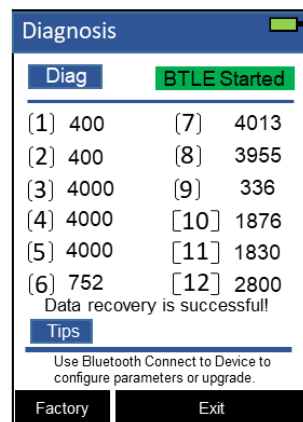 Diagnosis
Diag BTLE Started
(1) 400 (7) 4013
(2) 400 (8) 3955
(3) 4000 (9) 336
(4) 4000 [10] 1876
(5) 4000 [11] 1830
(6) 752 [12] 2800
Data recovery is successful!
Tips
Use Bluetooth Connect to Device to
configure parameters or upgrade.
Factory Exit